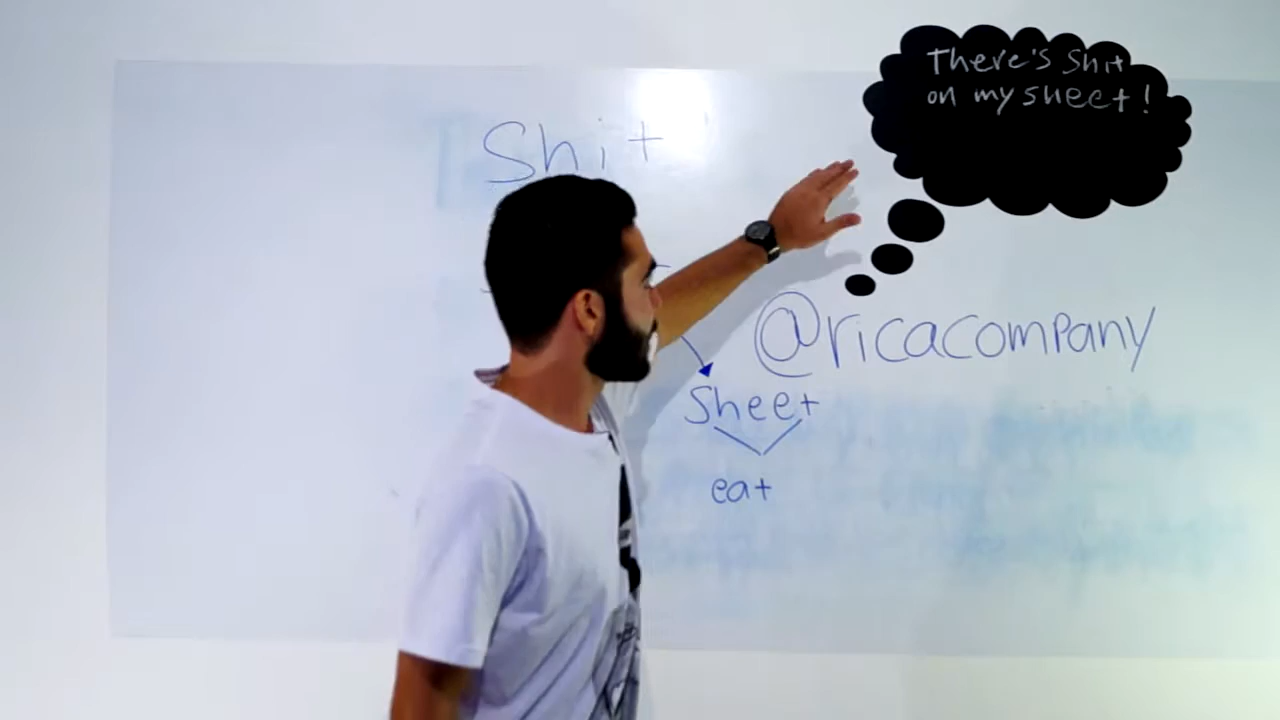 There's Shit
on my sheet!
Shit
@ricacompany
Sheet
eat